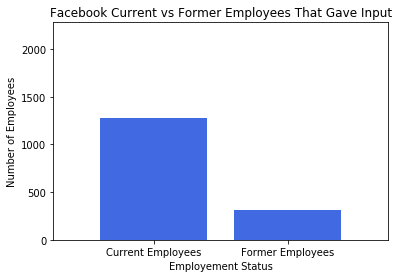 Facebook Current vs Former Employees That Gave Input
2000
1500
1000
500
0
Number of Employees
Current Employees
Former Employees
Employement Status